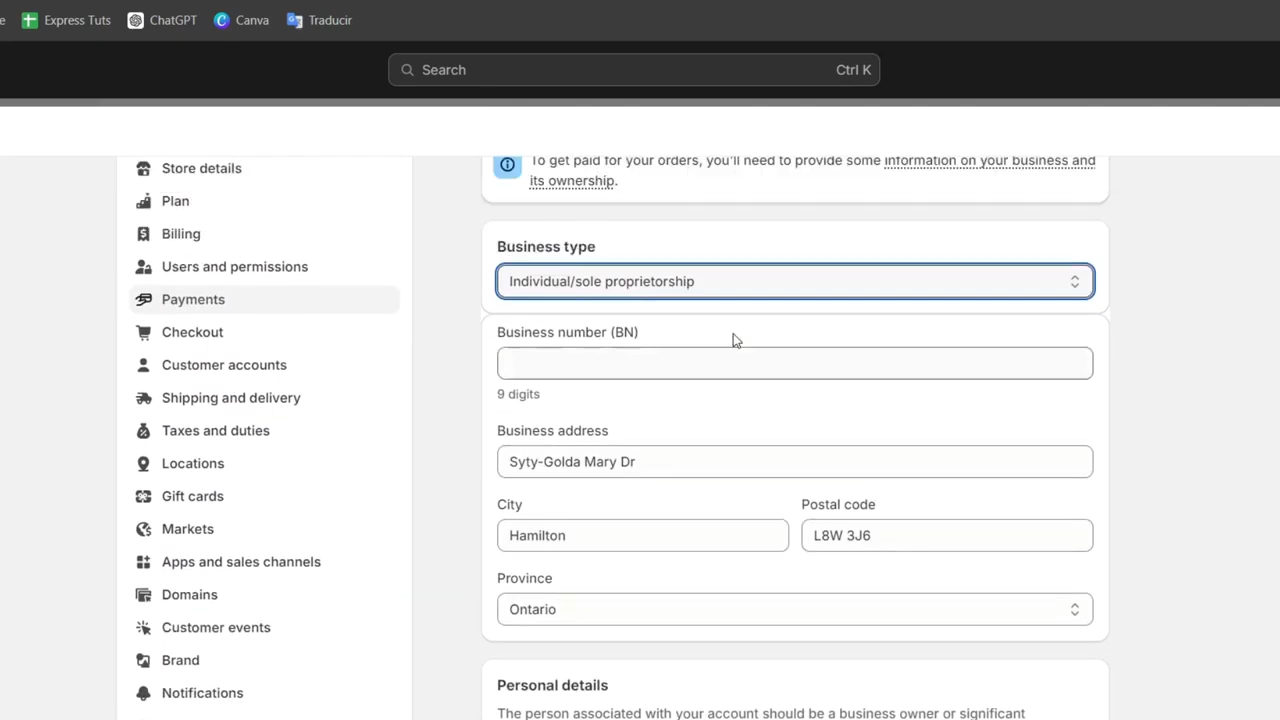 e Express Tuts ChatGPT Canva Traducir
Search Ctrl K
Store details
Plan
Billing
Users and permissions
Payments
Checkout
Customer accounts
Shipping and delivery
Taxes and duties
Locations
Gift cards
Markets
Apps and sales channels
Domains
Customer events
Brand
Notifications
To get paid for your orders, you'll need to provide some information on your business and
its ownership.
Business type
Individual/sole proprietorship
Business number (BN)
9 digits
Business address
Syty-Golda Mary Dr
City Postal code
Hamilton L8W 3J6
Province
Ontario
Personal details
The person associated with your account should be a business owner or significant